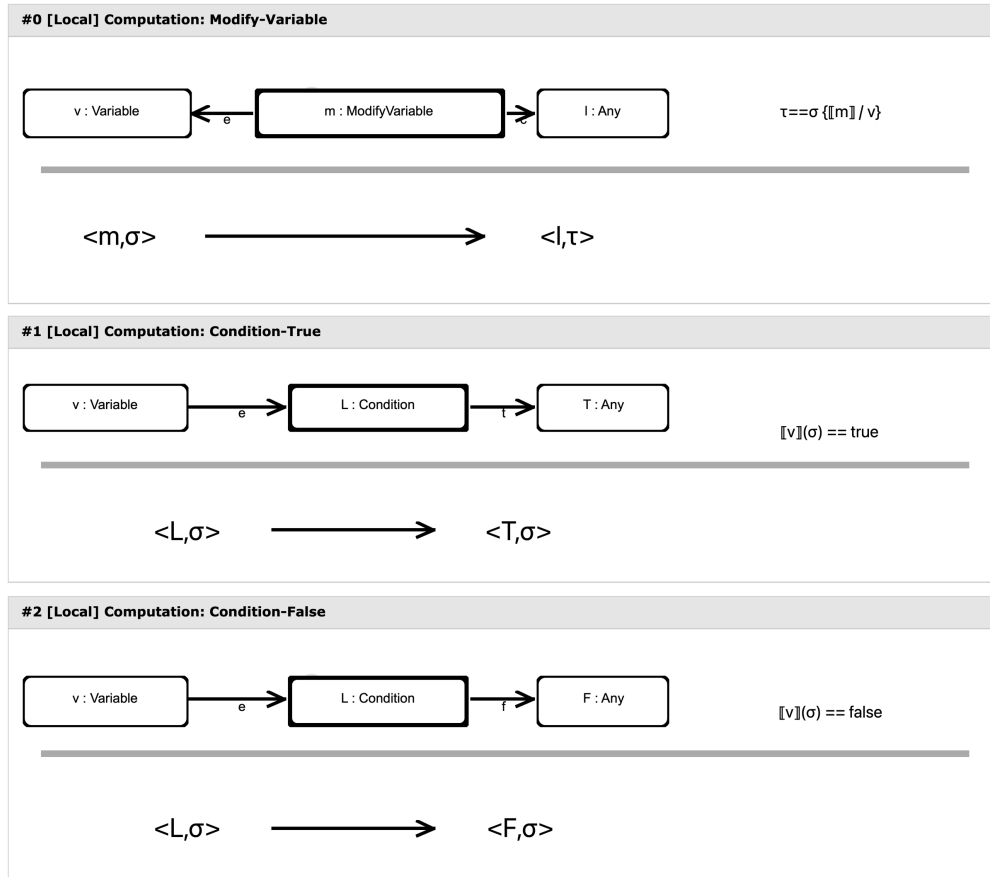 #0 [Local] Computation: Modify-Variable
v : Variable
e
m : ModifyVariable
l : Any
τ==σ {⟦m⟧ / v}
<m,σ>
<l,τ>
#1 [Local] Computation: Condition-True
v : Variable
e
L : Condition
t
T : Any
⟦v⟧(σ) == true
<L,σ>
<T,σ>
#2 [Local] Computation: Condition-False
v : Variable
e
L : Condition
f
F : Any
⟦v⟧(σ) == false
<L,σ>
<F,σ>